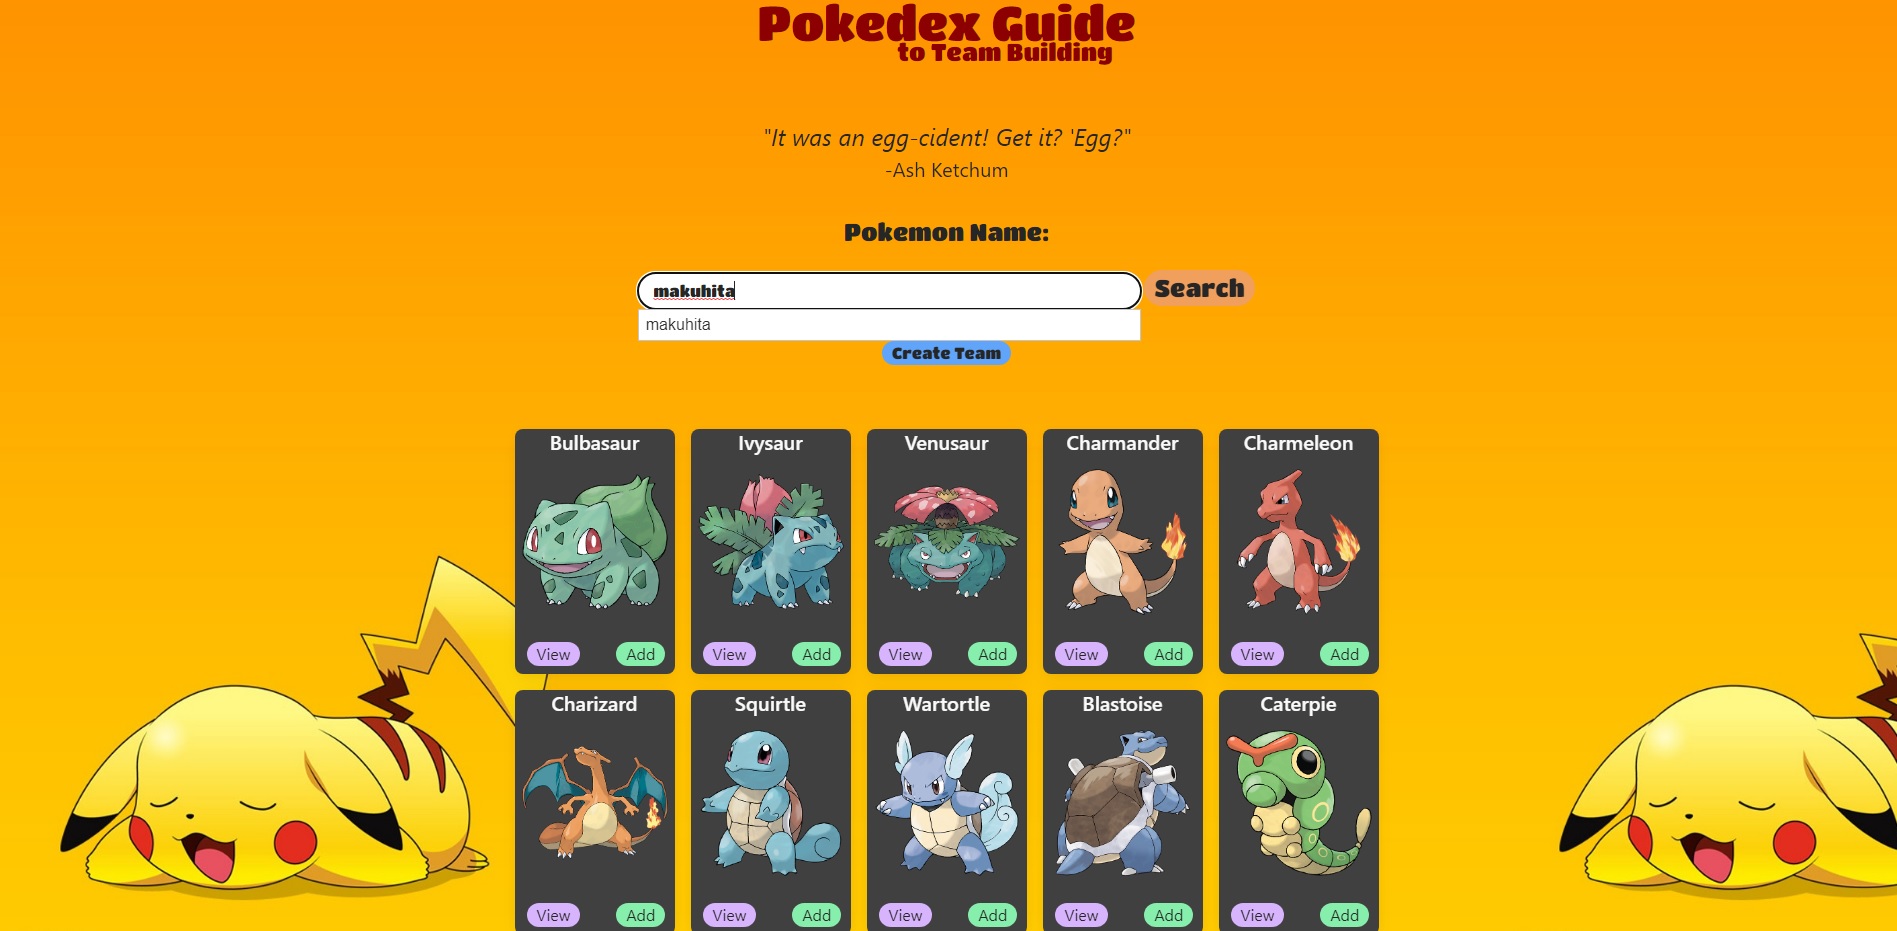 Pokedex Guide
to Team Building
"It was an egg-cident! Get it? 'Egg?"
-Ash Ketchum
Pokemon Name:
makuhita Search
makuhita
Create Team
Bulbasaur Ivysaur Venusaur Charmander Charmeleon
View Add View Add View Add View Add View Add
Charizard Squirtle Wartortle Blastoise Caterpie
View Add View Add View Add View Add View Add